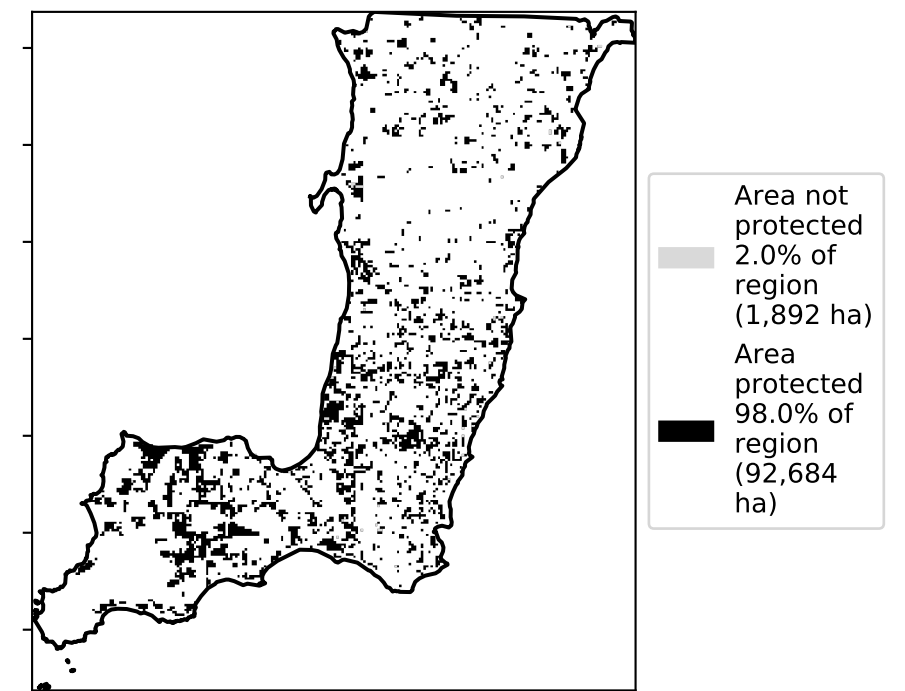 Area not
protected
2.0% of
region
(1,892 ha)
Area
protected
98.0% of
region
(92,684
ha)